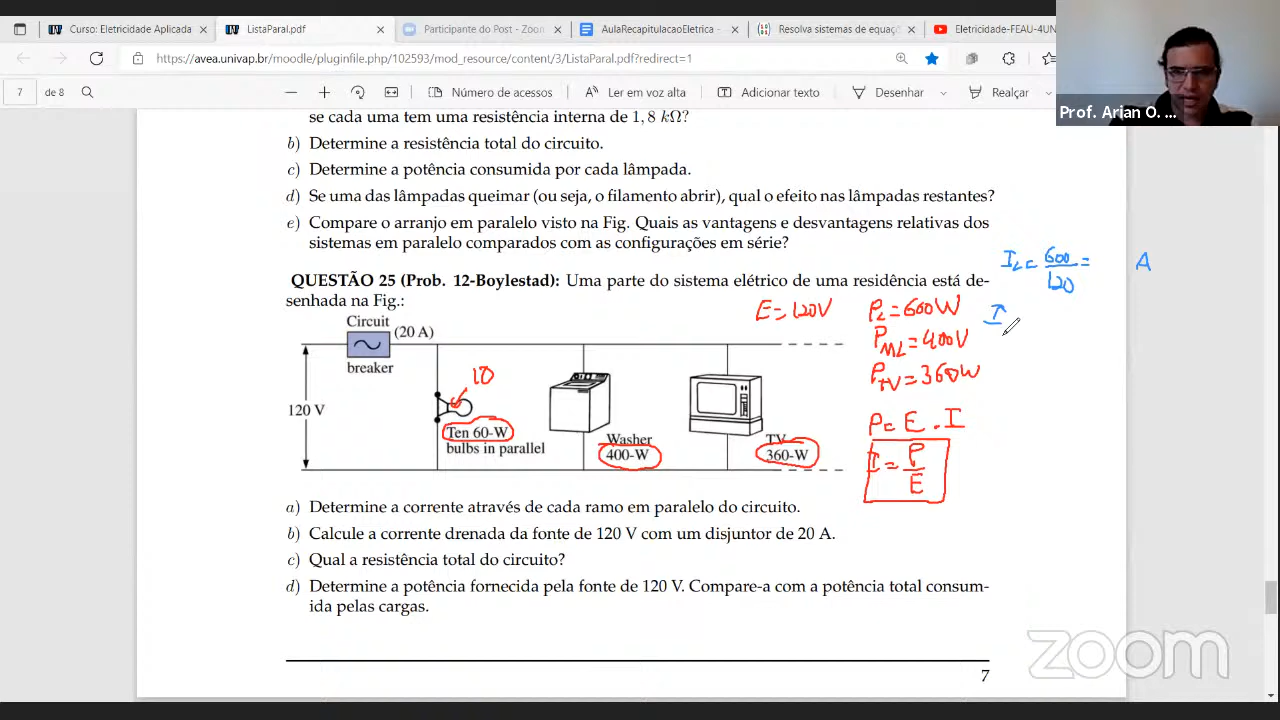 Curso: Eletricidade Aplicada
ListaParal.pdf
Participante do Post - Zoom
AulaRecapitulacaoEletrica -
Resolva sistemas de equaç
Eletricidade-FEAU-4UN
https://avea.univap.br/moodle/pluginfile.php/102593/mod_resource/content/3/ListaParal.pdf?redirect=1
7 de 8
Número de acessos
Ler em voz alta
Adicionar texto
Desenhar
Realçar
Prof. Arian O. ...
se cada uma tem uma resistência interna de 1,8 kΩ?
b) Determine a resistência total do circuito.
c) Determine a potência consumida por cada lâmpada.
d) Se uma das lâmpadas queimar (ou seja, o filamento abrir), qual o efeito nas lâmpadas restantes?
e) Compare o arranjo em paralelo visto na Fig. Quais as vantagens e desvantagens relativas dos
sistemas em paralelo comparados com as configurações em série?
I_L = 600/120 = A
QUESTÃO 25 (Prob. 12-Boylestad): Uma parte do sistema elétrico de uma residência está de-
senhada na Fig.:
E = 120V
P_L = 600W
I
P_ML = 400V
P_TV = 360W
P = E . I
I = P/E
Circuit
(20 A)
breaker
10
120 V
Ten 60-W
bulbs in parallel
Washer
400-W
TV
360-W
a) Determine a corrente através de cada ramo em paralelo do circuito.
b) Calcule a corrente drenada da fonte de 120 V com um disjuntor de 20 A.
c) Qual a resistência total do circuito?
d) Determine a potência fornecida pela fonte de 120 V. Compare-a com a potência total consum-
ida pelas cargas.
zoom
7